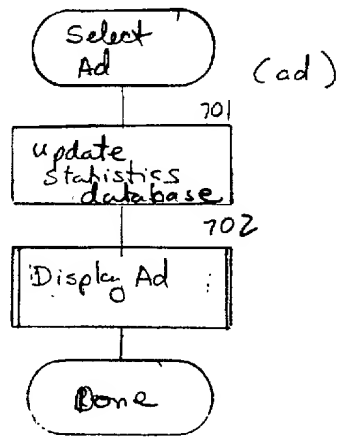 Select
Ad
(ad)
701
update
statistics
database
702
Display Ad
Done